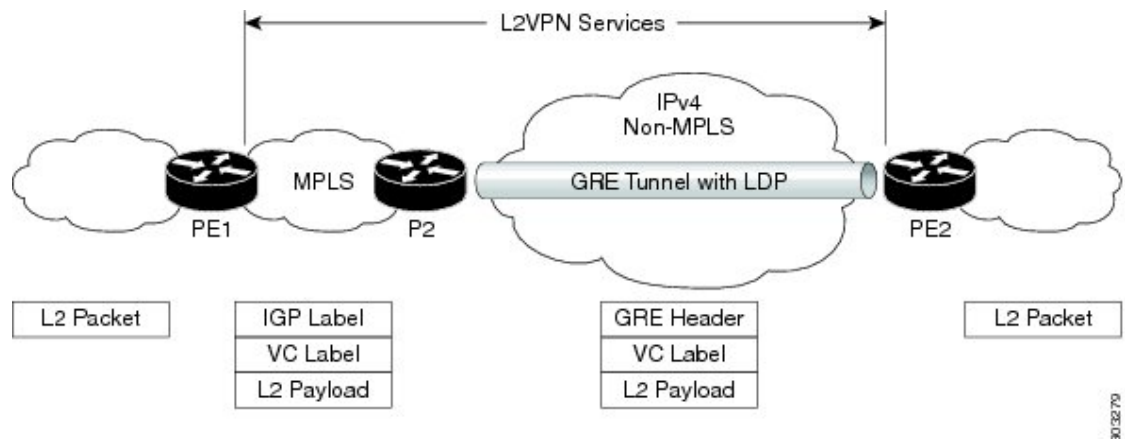 L2VPN Services
IPv4
Non-MPLS
MPLS
GRE Tunnel with LDP
PE1
P2
PE2
L2 Packet
IGP Label
VC Label
L2 Payload
GRE Header
VC Label
L2 Payload
L2 Packet
303279